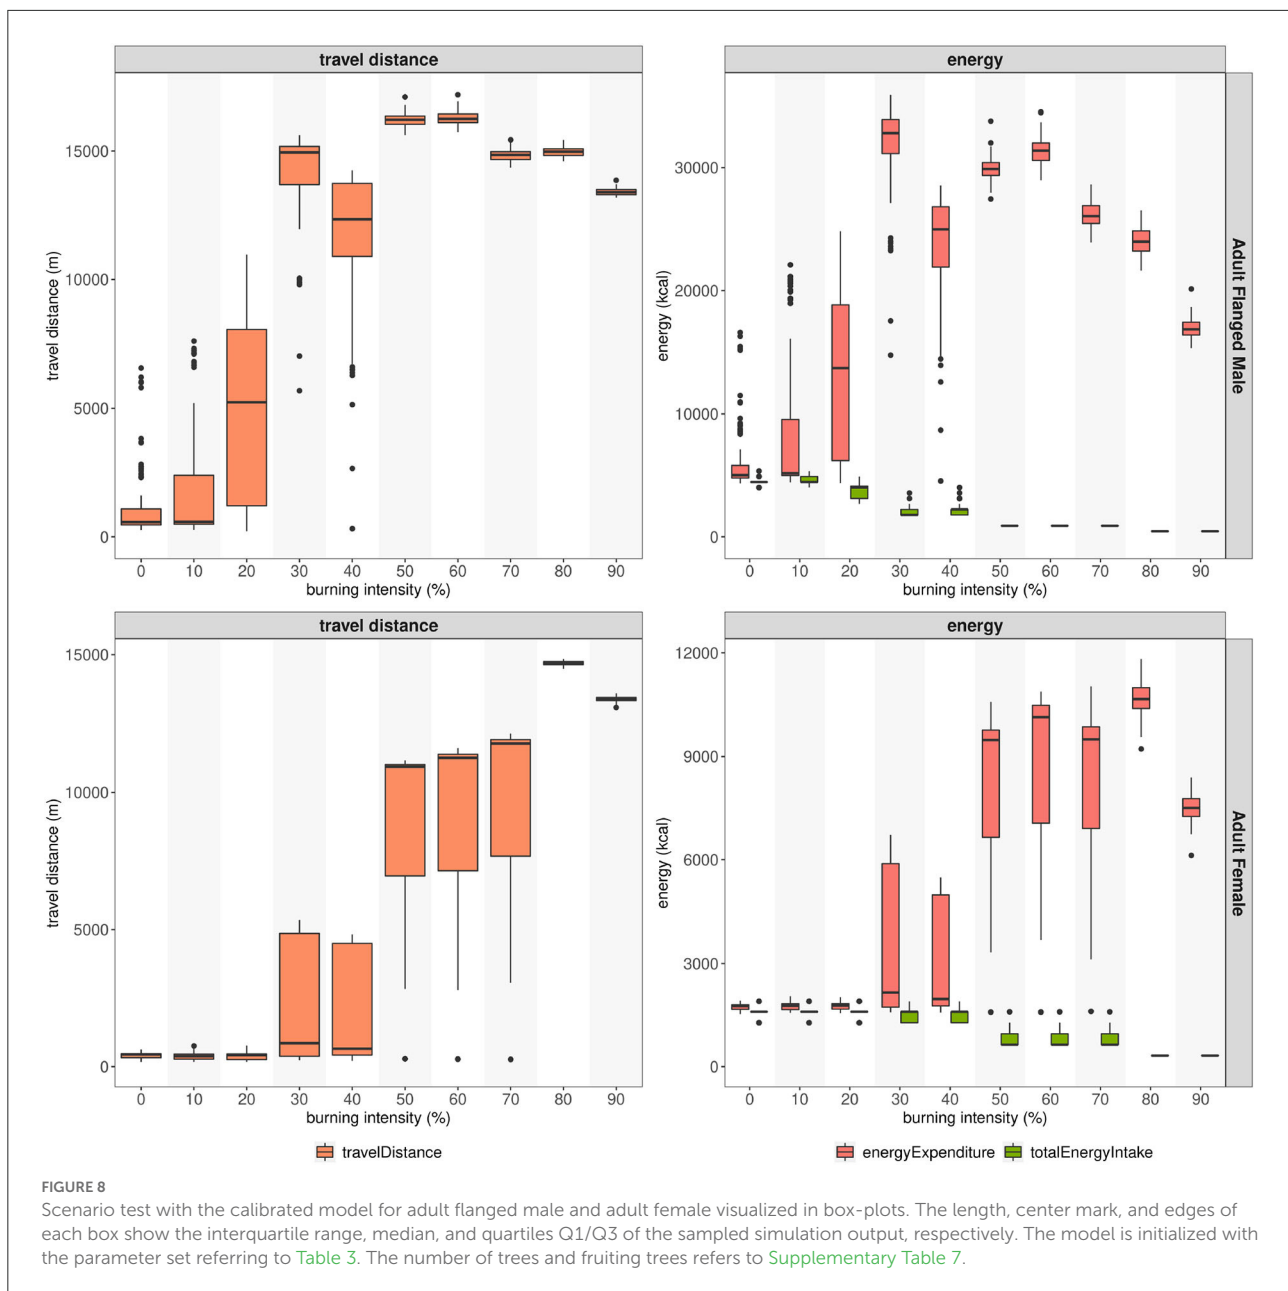 travel distance
energy
travel distance (m)
15000
10000
5000
0
0 10 20 30 40 50 60 70 80 90
burning intensity (%)
energy (kcal)
30000
20000
10000
0
0 10 20 30 40 50 60 70 80 90
burning intensity (%)
Adult Flanged Male
travel distance
energy
travel distance (m)
15000
10000
5000
0
0 10 20 30 40 50 60 70 80 90
burning intensity (%)
energy (kcal)
12000
9000
6000
3000
0
0 10 20 30 40 50 60 70 80 90
burning intensity (%)
Adult Female
travelDistance
energyExpenditure totalEnergyIntake
FIGURE 8
Scenario test with the calibrated model for adult flanged male and adult female visualized in box-plots. The length, center mark, and edges of
each box show the interquartile range, median, and quartiles Q1/Q3 of the sampled simulation output, respectively. The model is initialized with
the parameter set referring to Table 3. The number of trees and fruiting trees refers to Supplementary Table 7.